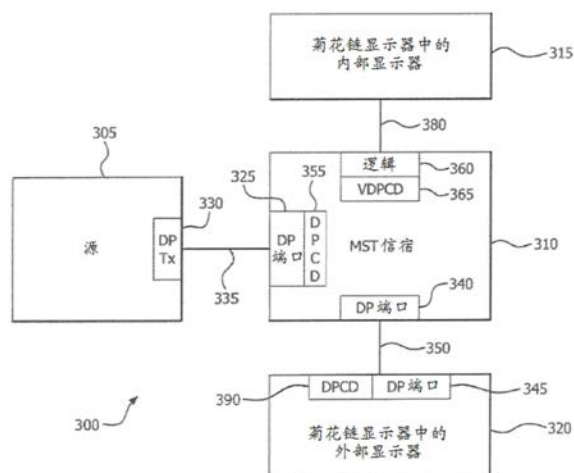 菊花链显示器中的
内部显示器
315
380
305
逻辑
360
VDPCD
365
325
355
330
源
DP
Tx
DP
端口
D
P
C
D
MST信宿
310
335
DP端口
340
350
390
DPCD
DP端口
345
300
菊花链显示器中的
外部显示器
320